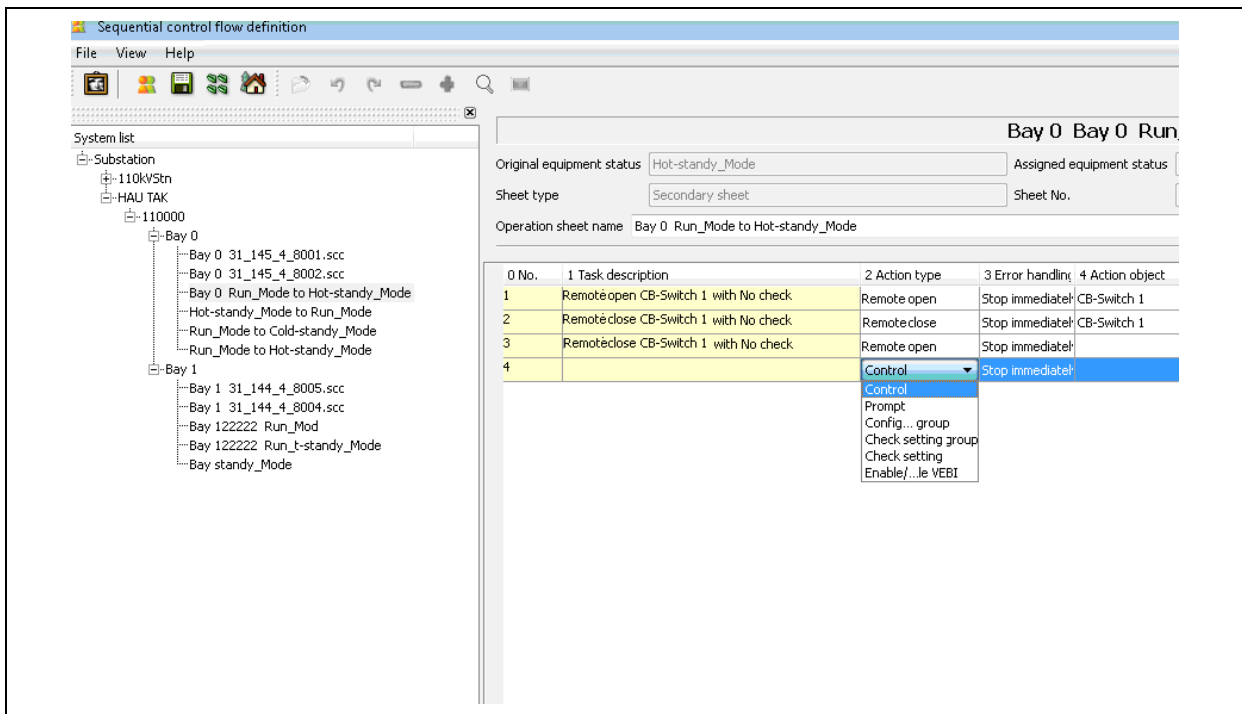 Sequential control flow definition
File View Help
System list
Substation
110kVStn
HAU TAK
110000
Bay 0
Bay 0 31_145_4_8001.scc
Bay 0 31_145_4_8002.scc
Bay 0 Run_Mode to Hot-standy_Mode
Hot-standy_Mode to Run_Mode
Run_Mode to Cold-standy_Mode
Run_Mode to Hot-standy_Mode
Bay 1
Bay 1 31_144_4_8005.scc
Bay 1 31_144_4_8004.scc
Bay 122222 Run_Mod
Bay 122222 Run_t-standy_Mode
Bay standy_Mode
Bay 0 Bay 0 Run_
Original equipment status Hot-standy_Mode Assigned equipment status
Sheet type Secondary sheet Sheet No.
Operation sheet name Bay 0 Run_Mode to Hot-standy_Mode
0 No. 1 Task description 2 Action type 3 Error handling 4 Action object
1 Remote open CB-Switch 1 with No check Remote open Stop immediatel CB-Switch 1
2 Remote close CB-Switch 1 with No check Remote close Stop immediatel CB-Switch 1
3 Remote close CB-Switch 1 with No check Remote open Stop immediatel
4 Control Stop immediatel
Control
Prompt
Config... group
Check setting group
Check setting
Enable/...le VEBI